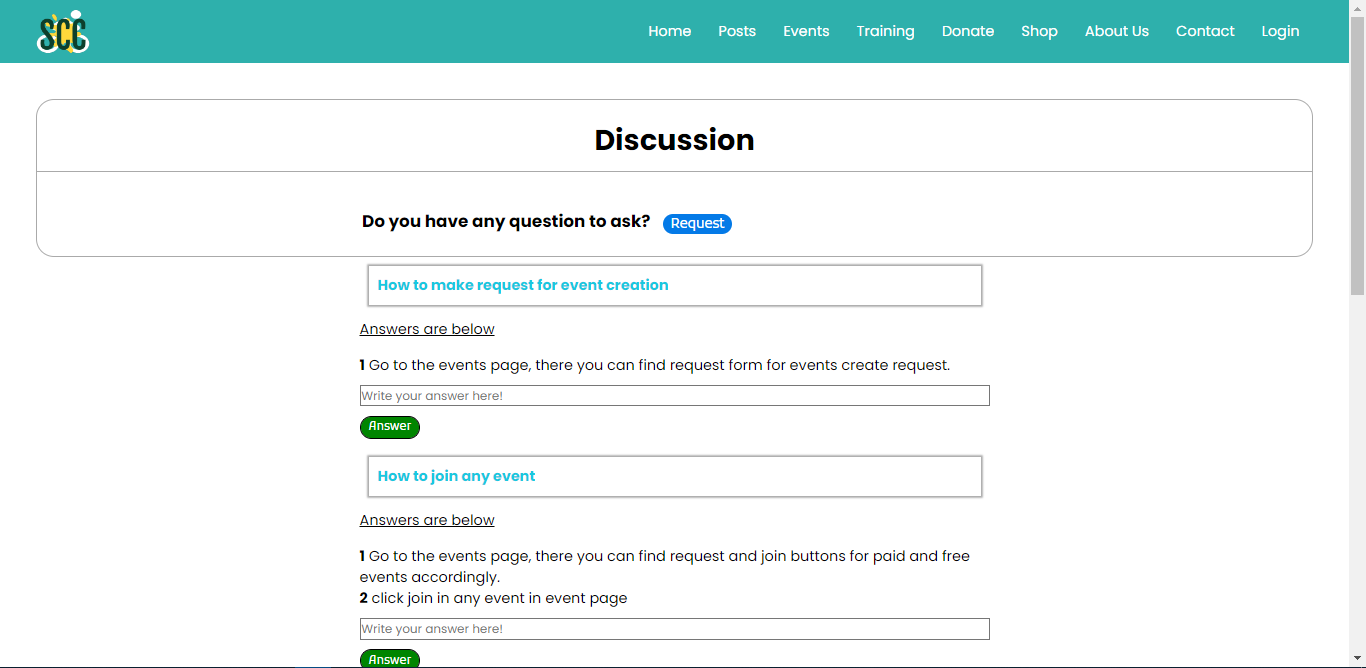 SCC
Home Posts Events Training Donate Shop About Us Contact Login
Discussion
Do you have any question to ask? Request
How to make request for event creation
Answers are below
1 Go to the events page, there you can find request form for events create request.
Write your answer here!
Answer
How to join any event
Answers are below
1 Go to the events page, there you can find request and join buttons for paid and free
events accordingly.
2 click join in any event in event page
Write your answer here!
Answer